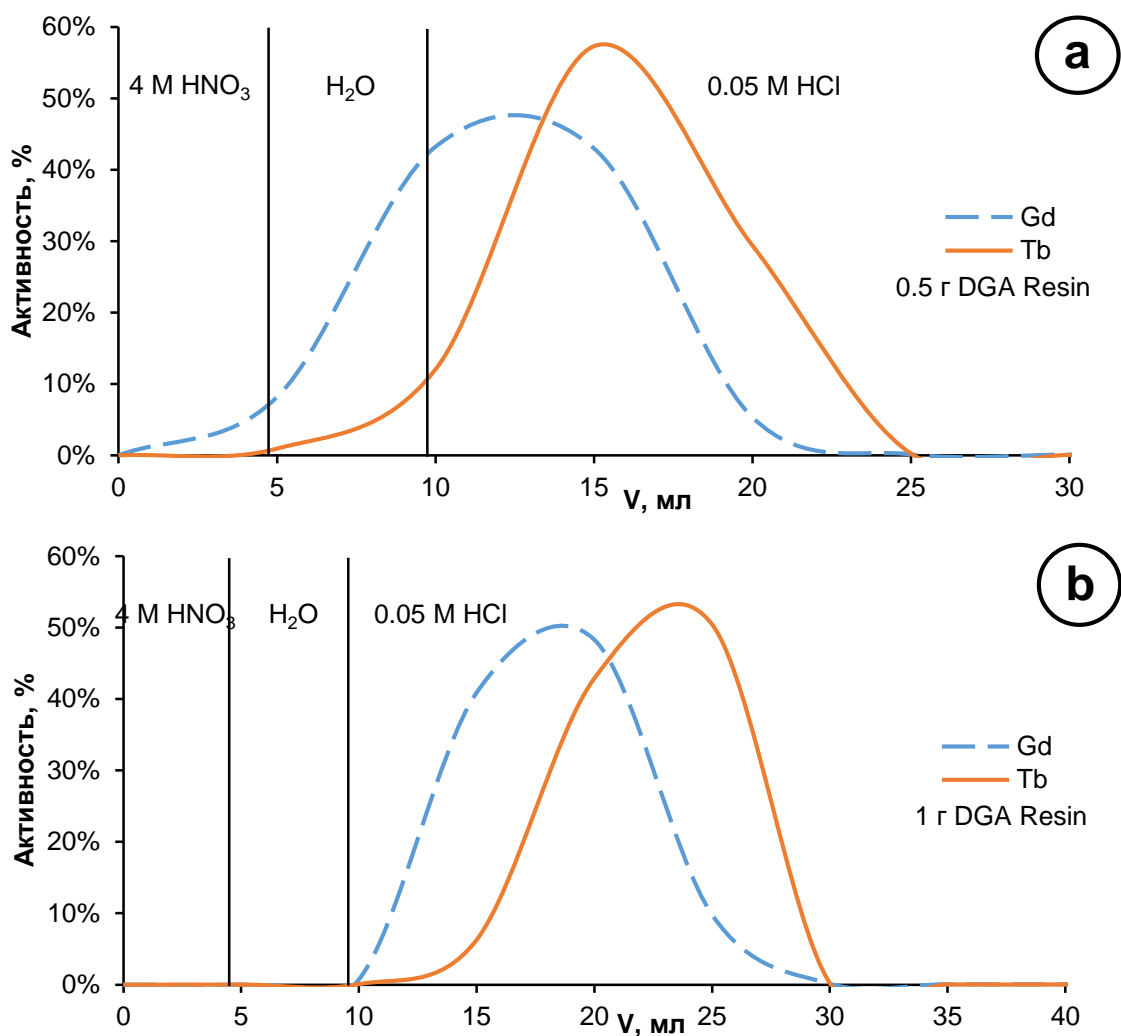 60%
50%
40%
30%
20%
10%
0%
Активность, %
4 M HNO₃
H₂O
0.05 M HCl
a
Gd
Tb
0.5 г DGA Resin
0 5 10 15 20 25 30
V, мл
60%
50%
40%
30%
20%
10%
0%
Активность, %
4 M HNO₃
H₂O
0.05 M HCl
b
Gd
Tb
1 г DGA Resin
0 5 10 15 20 25 30 35 40
V, мл